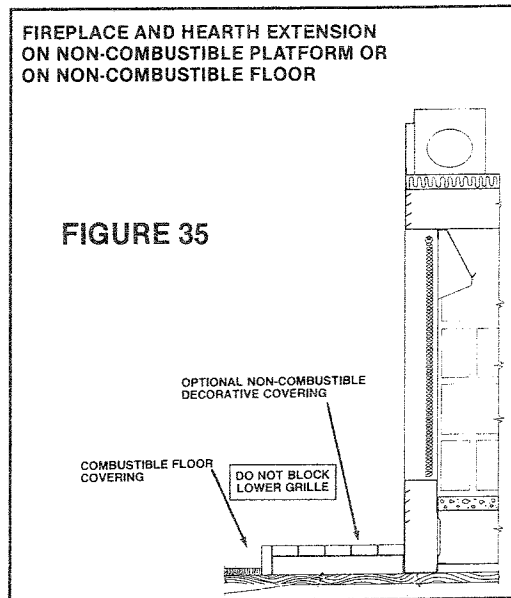 FIREPLACE AND HEARTH EXTENSION
ON NON-COMBUSTIBLE PLATFORM OR
ON NON-COMBUSTIBLE FLOOR
FIGURE 35
OPTIONAL NON-COMBUSTIBLE
DECORATIVE COVERING
COMBUSTIBLE FLOOR
COVERING
DO NOT BLOCK
LOWER GRILLE